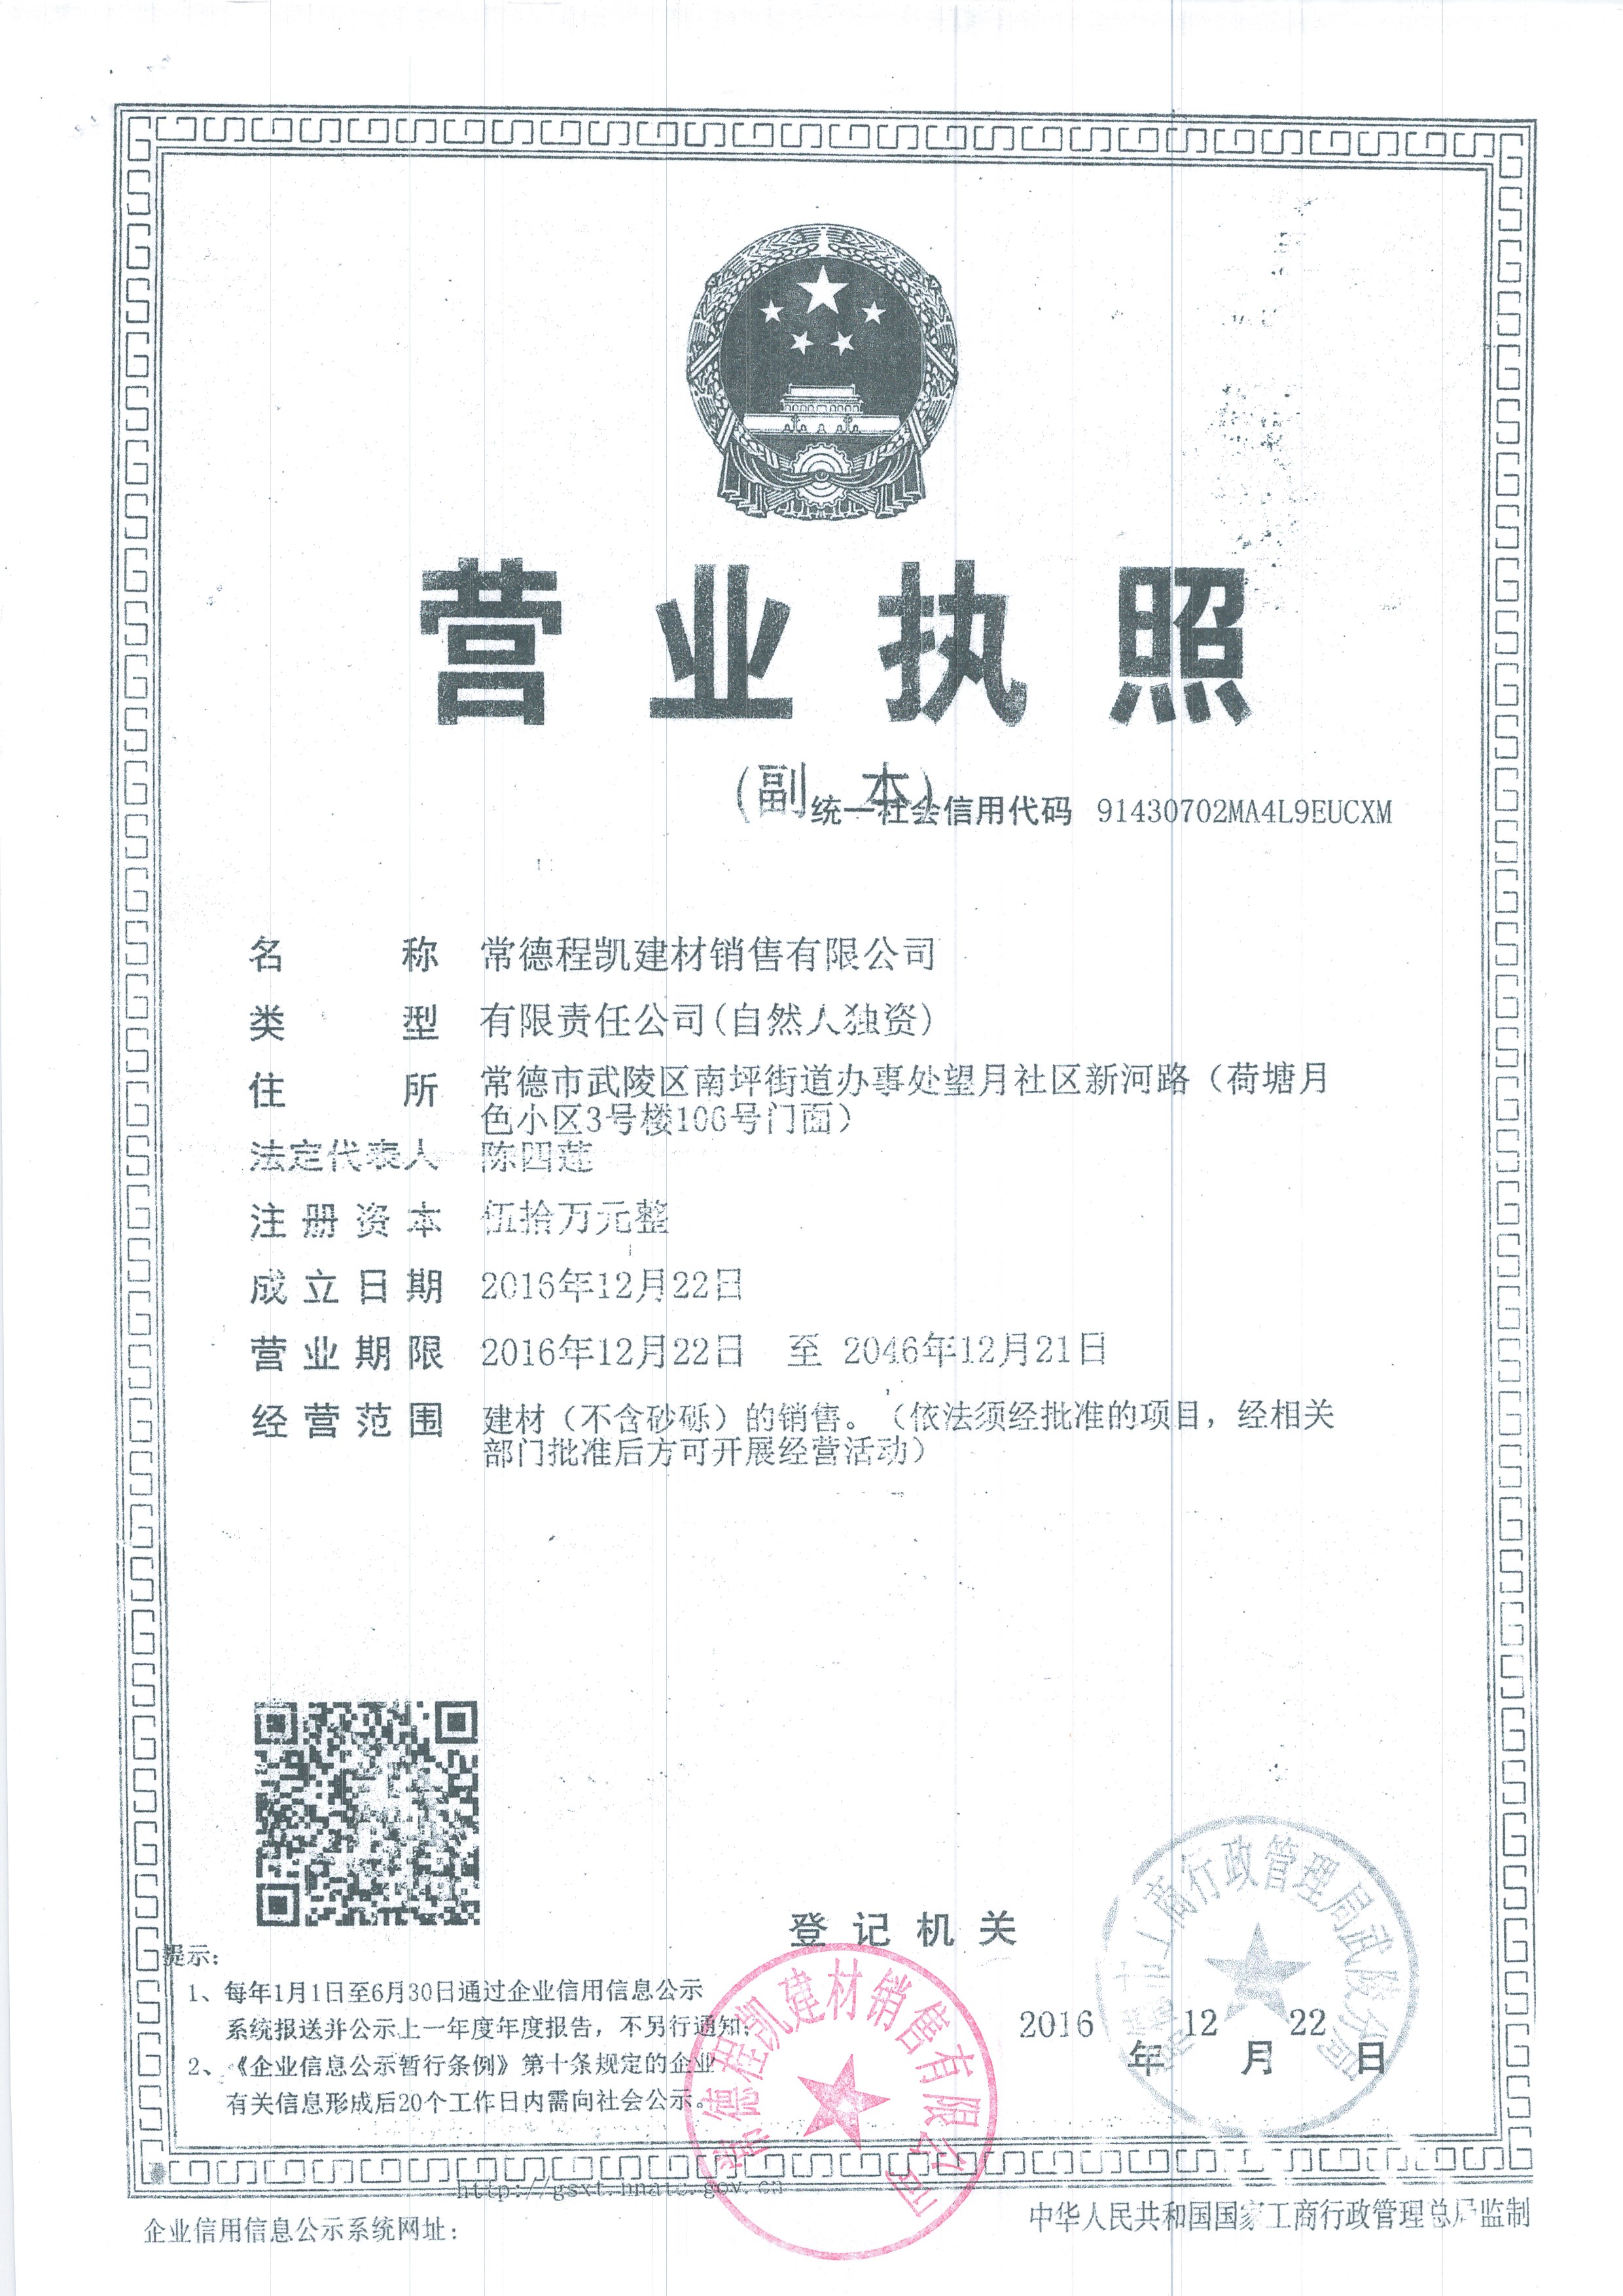 营业执照
(副 本)
统一社会信用代码 91430702MA4L9EUCXM
名 称 常德程凯建材销售有限公司
类 型 有限责任公司(自然人独资)
住 所 常德市武陵区南坪街道办事处望月社区新河路（荷塘月
色小区3号楼106号门面）
法定代表人 陈四莲
注册资本 伍拾万元整
成立日期 2016年12月22日
营业期限 2016年12月22日 至 2046年12月21日
经营范围 建材（不含砂砾）的销售。（依法须经批准的项目，经相关
部门批准后方可开展经营活动）
登记机关
工商行政管理局武陵分局
提示：
1、每年1月1日至6月30日通过企业信用信息公示
系统报送并公示上一年度年度报告，不另行通知；
2、《企业信息公示暂行条例》第十条规定的企业
有关信息形成后20个工作日内需向社会公示。
常德程凯建材销售有限公司
2016年12月22日
http://gsxt.hnaic.gov.cn
企业信用信息公示系统网址：
中华人民共和国国家工商行政管理总局监制